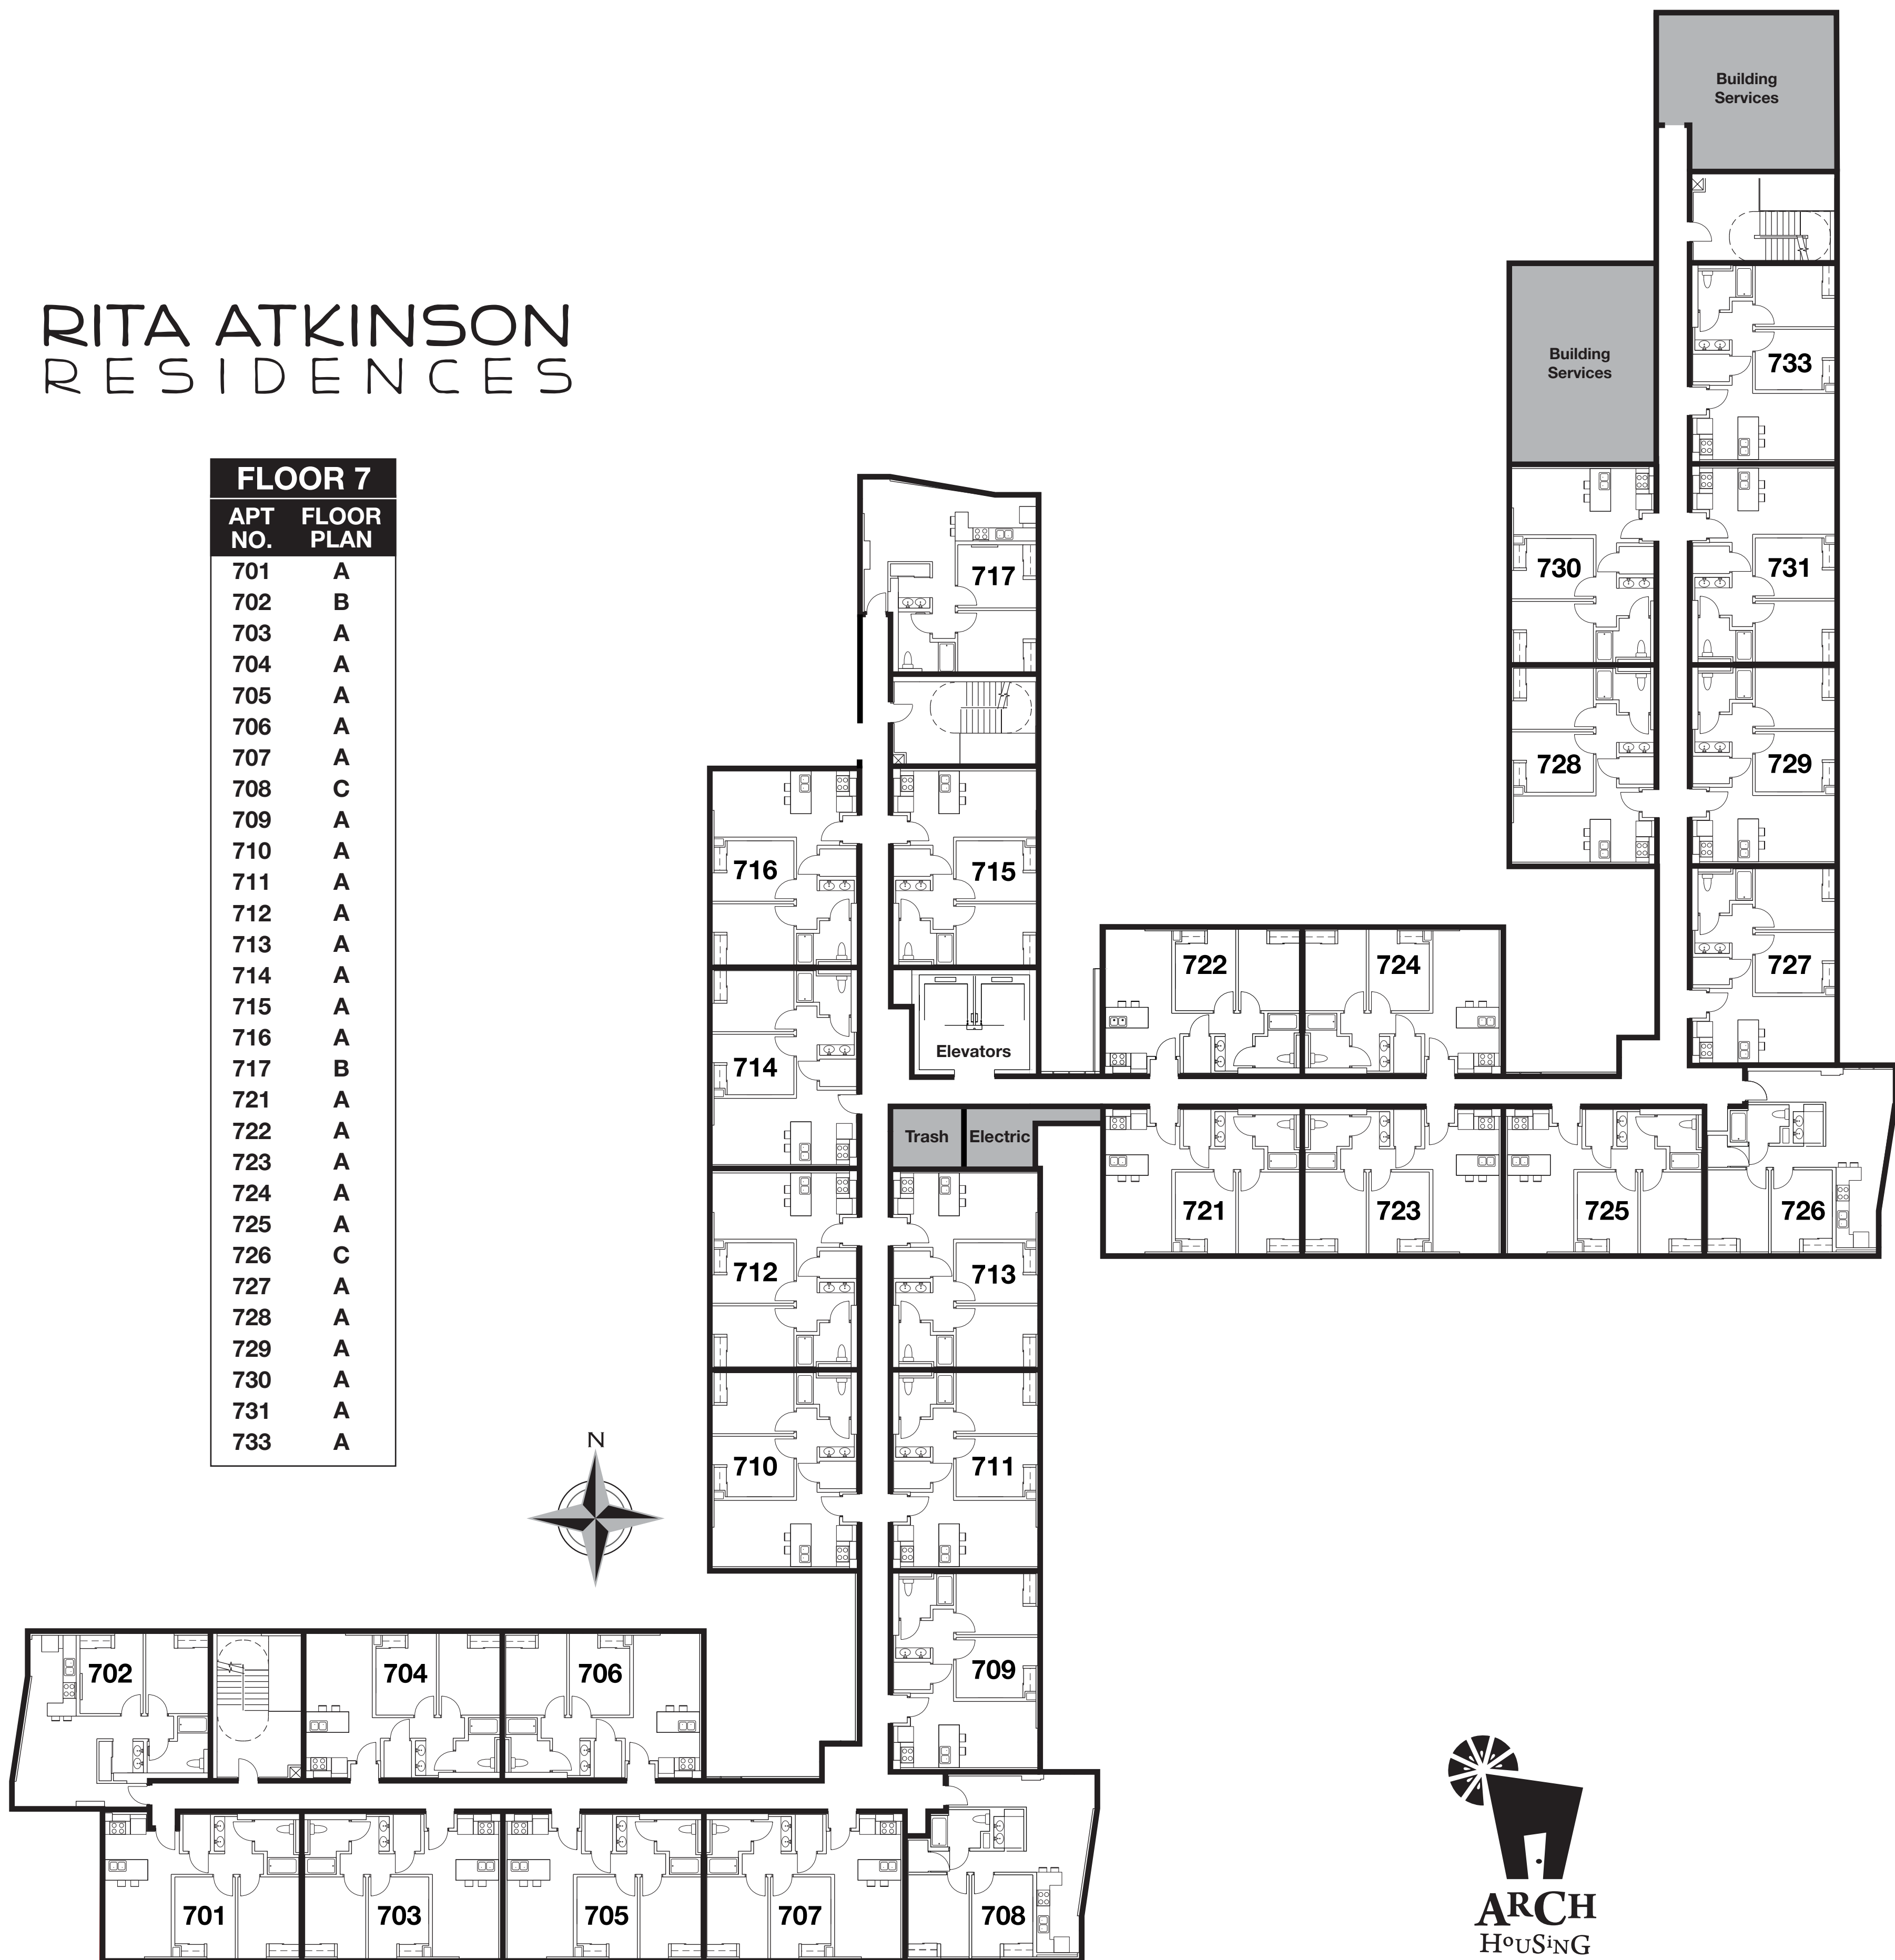 RITA ATKINSON
RESIDENCES
FLOOR 7
APT NO. FLOOR PLAN
701 A
702 B
703 A
704 A
705 A
706 A
707 A
708 C
709 A
710 A
711 A
712 A
713 A
714 A
715 A
716 A
717 B
721 A
722 A
723 A
724 A
725 A
726 C
727 A
728 A
729 A
730 A
731 A
733 A
Building
Services
Building
Services
733
730
731
717
728
729
716
715
722
724
727
714
Elevators
Trash
Electric
721
723
725
726
712
713
710
711
N
702
704
706
709
701
703
705
707
708
ARCH
HOUSiNG